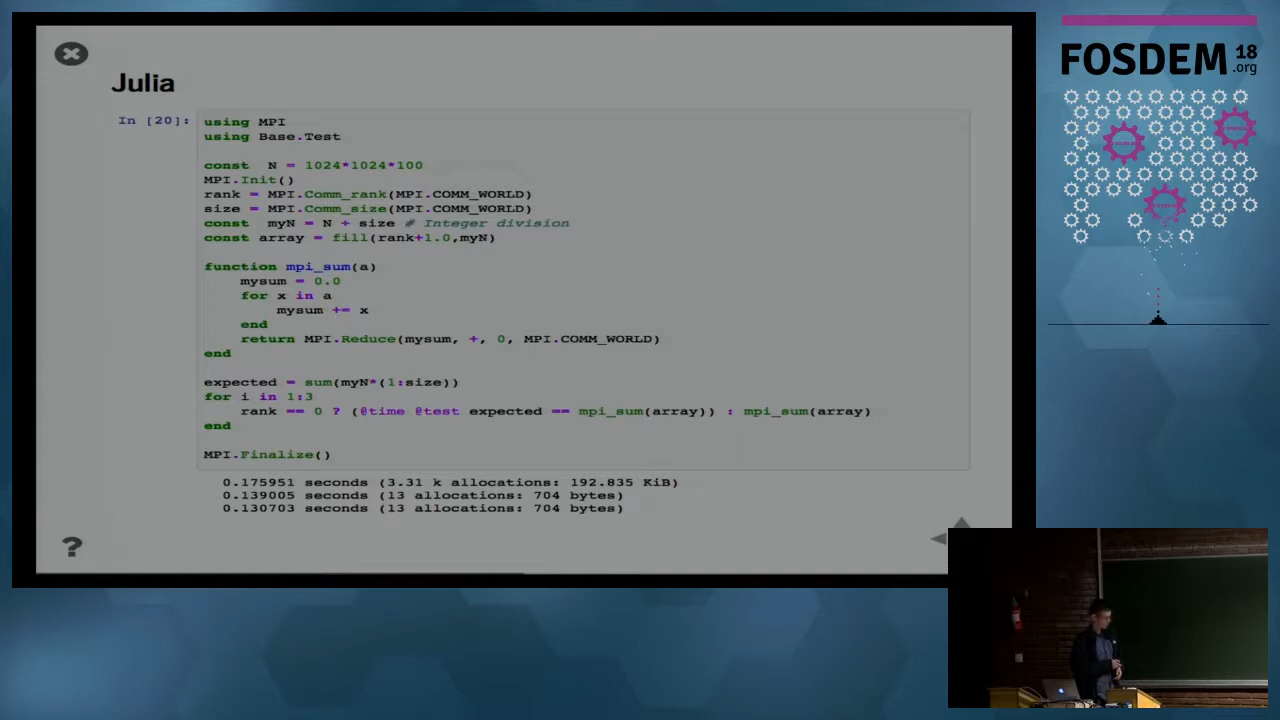 Julia
In [20]:
using MPI
using Base.Test
const  N = 1024*1024*100
MPI.Init()
rank = MPI.Comm_rank(MPI.COMM_WORLD)
size = MPI.Comm_size(MPI.COMM_WORLD)
const  myN = N ÷ size # Integer division
const array = fill(rank+1.0,myN)
function mpi_sum(a)
    mysum = 0.0
    for x in a
        mysum += x
    end
    return MPI.Reduce(mysum, +, 0, MPI.COMM_WORLD)
end
expected = sum(myN*(1:size))
for i in 1:3
    rank == 0 ? (@time @test expected == mpi_sum(array)) : mpi_sum(array)
end
MPI.Finalize()
0.175951 seconds (3.31 k allocations: 192.835 KiB)
0.139005 seconds (13 allocations: 704 bytes)
0.130703 seconds (13 allocations: 704 bytes)
?
FOSDEM 18
.org